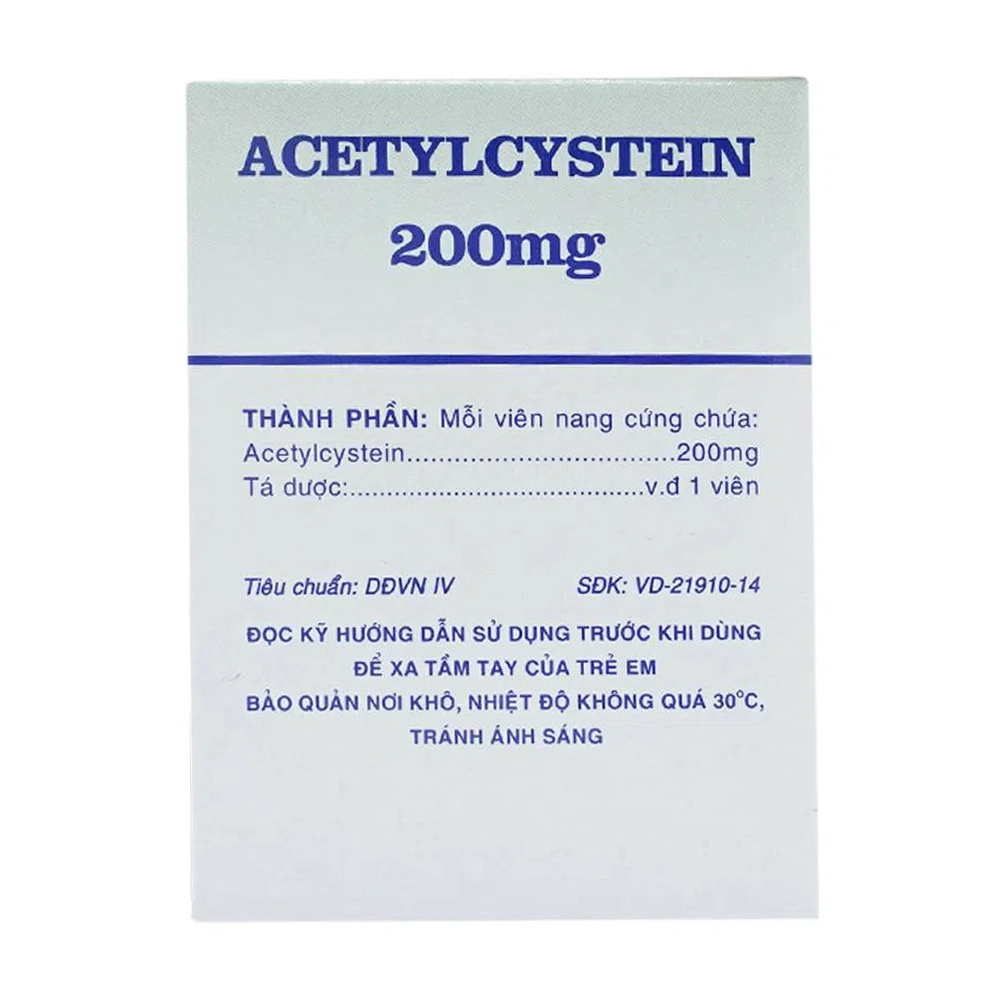 ACETYLCYSTEIN
200mg
THÀNH PHẦN: Mỗi viên nang cứng chứa:
Acetylcystein..................................200mg
Tá dược:.........................................v.đ 1 viên
Tiêu chuẩn: DĐVN IV SĐK: VD-21910-14
ĐỌC KỸ HƯỚNG DẪN SỬ DỤNG TRƯỚC KHI DÙNG
ĐỂ XA TẦM TAY CỦA TRẺ EM
BẢO QUẢN NƠI KHÔ, NHIỆT ĐỘ KHÔNG QUÁ 30°C,
TRÁNH ÁNH SÁNG